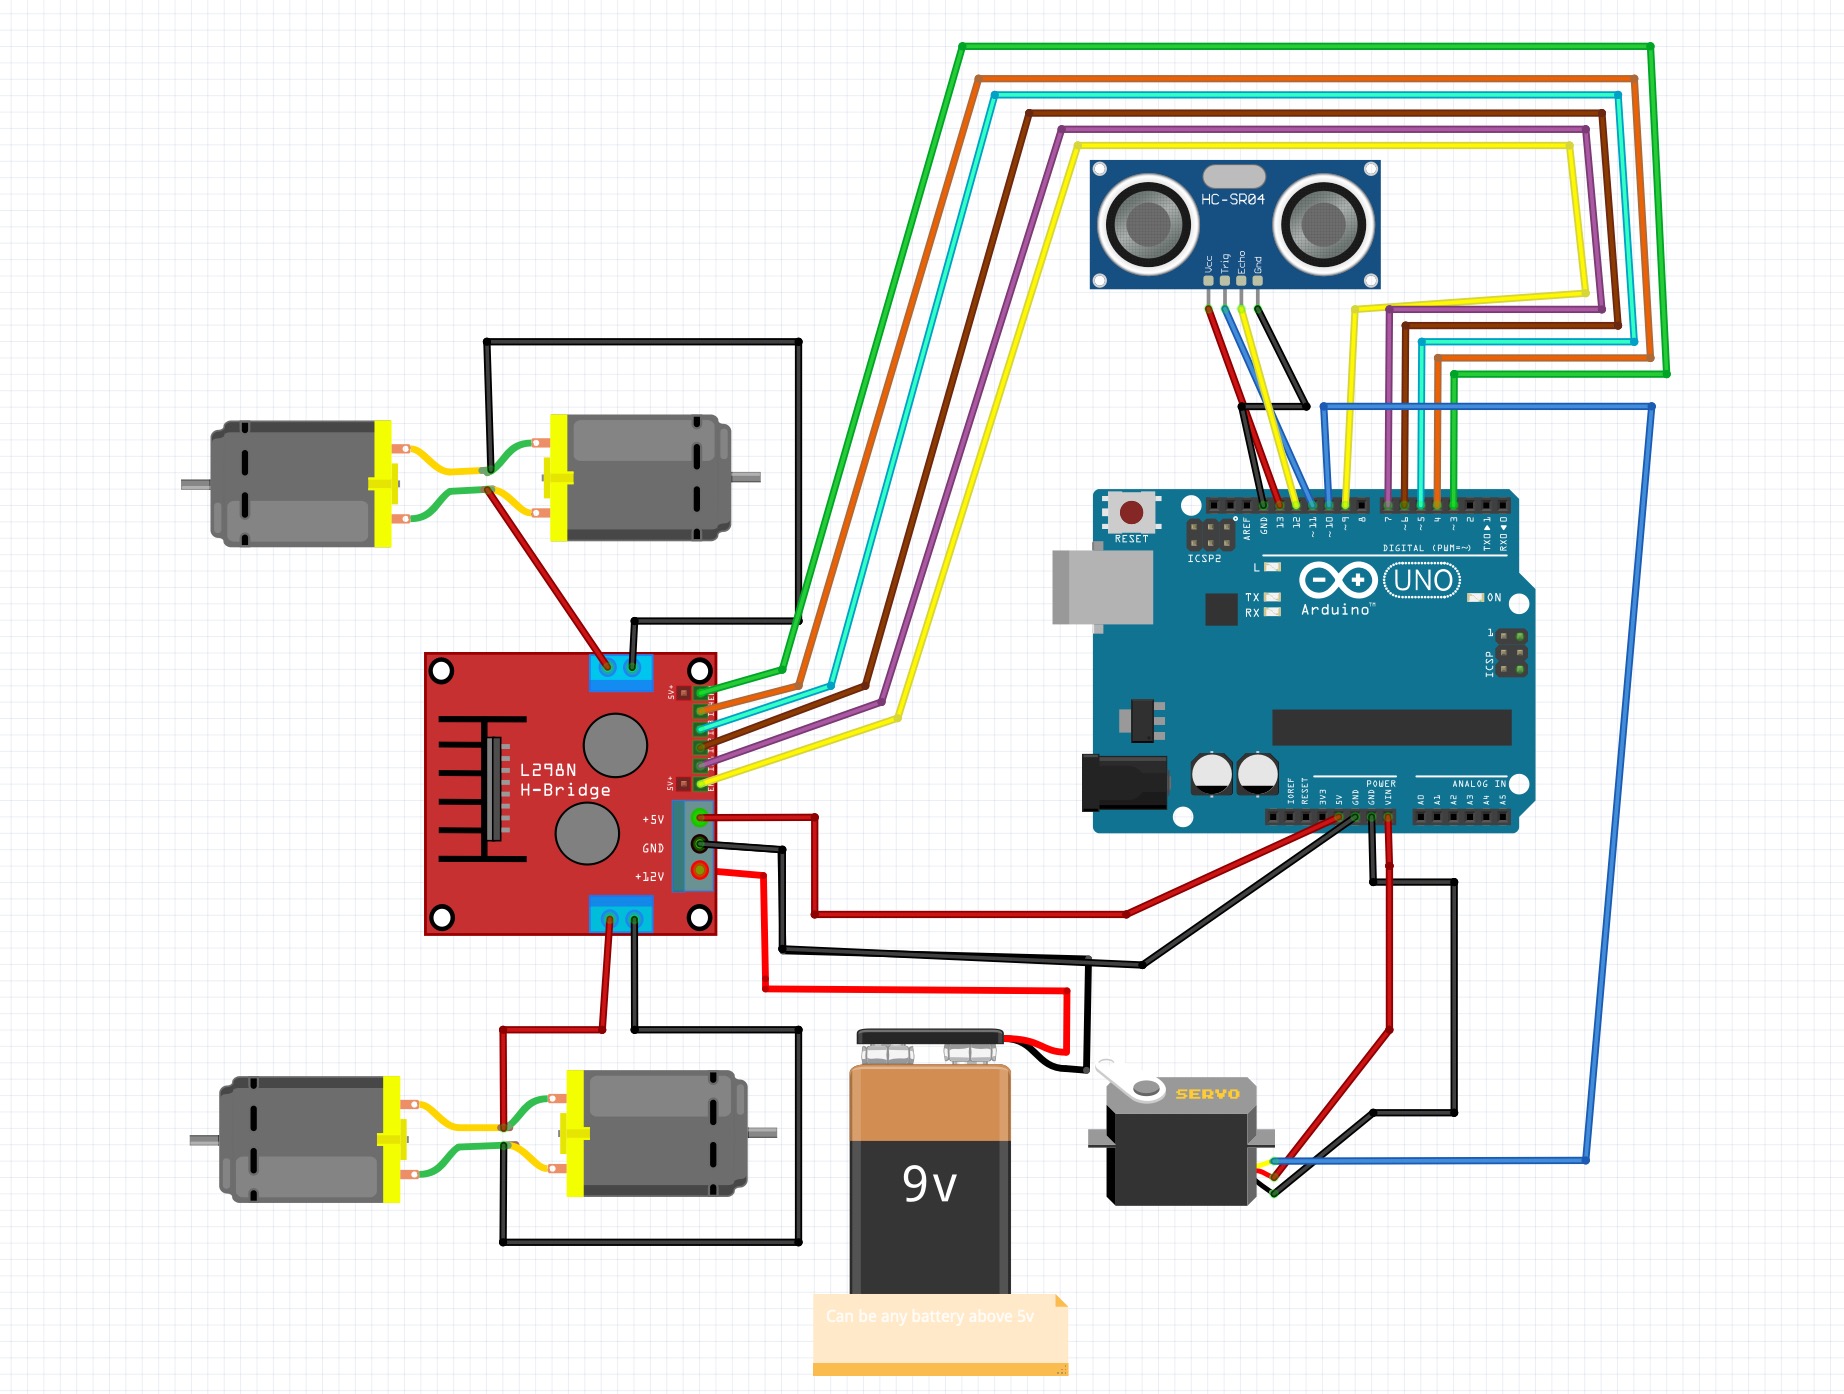 HC-SR04
Vcc
Trig
Echo
Gnd
RESET
ICSP2
AREF
GND
13
12
~11
~10
~9
8
7
~6
~5
4
~3
2
TX0▶1
RX0◀0
DIGITAL (PWM=~)
L
TX
RX
UNO
Arduino™
ON
1
ICSP
IOREF
RESET
3V3
5V
GND
GND
VIN
POWER
ANALOG IN
A0
A1
A2
A3
A4
A5
5V+
5V+
L298N
H-Bridge
+5V
GND
+12V
9v
SERVO
Can be any battery above 5v